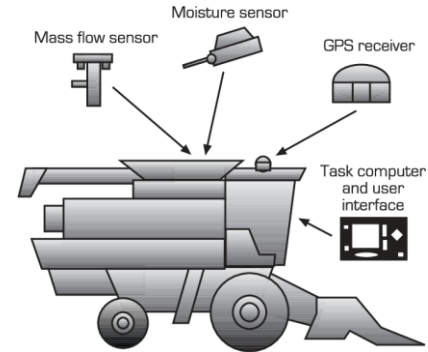 Moisture sensor
Mass flow sensor
GPS receiver
Task computer
and user
interface